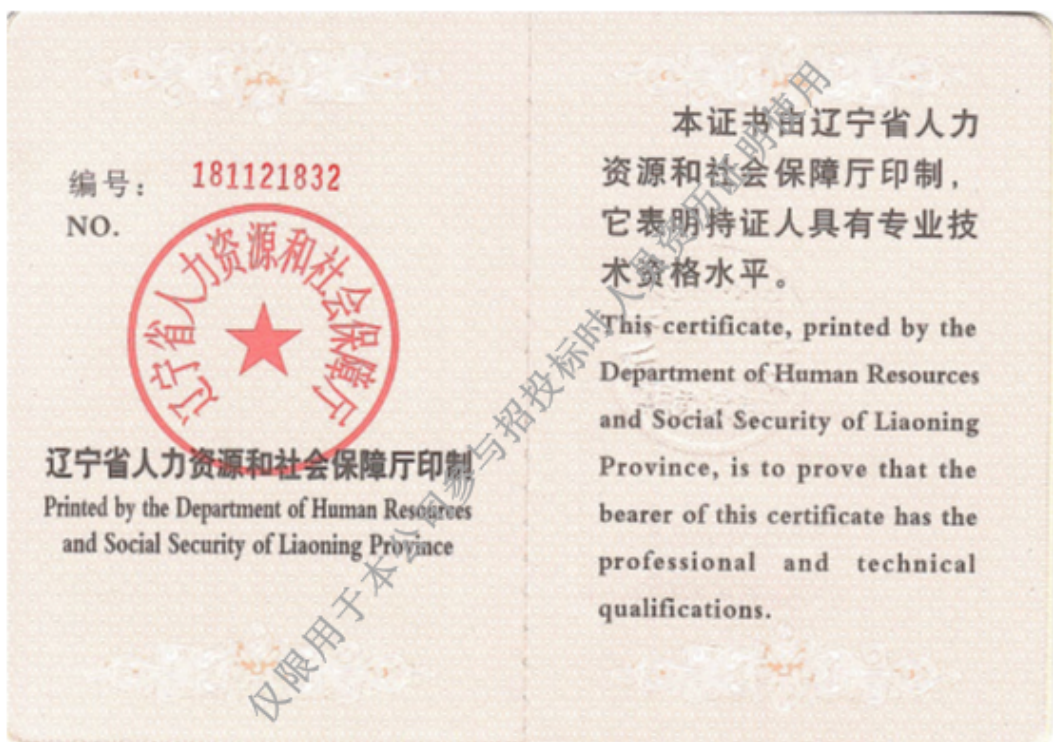 编号： 181121832
NO.
辽宁省人力资源和社会保障厅
辽宁省人力资源和社会保障厅印制
Printed by the Department of Human Resources
and Social Security of Liaoning Province
本证书由辽宁省人力
资源和社会保障厅印制，
它表明持证人具有专业技
术资格水平。
This certificate, printed by the
Department of Human Resources
and Social Security of Liaoning
Province, is to prove that the
bearer of this certificate has the
professional and technical
qualifications.
仅限用于本公司参与招投标时人员资历证明使用